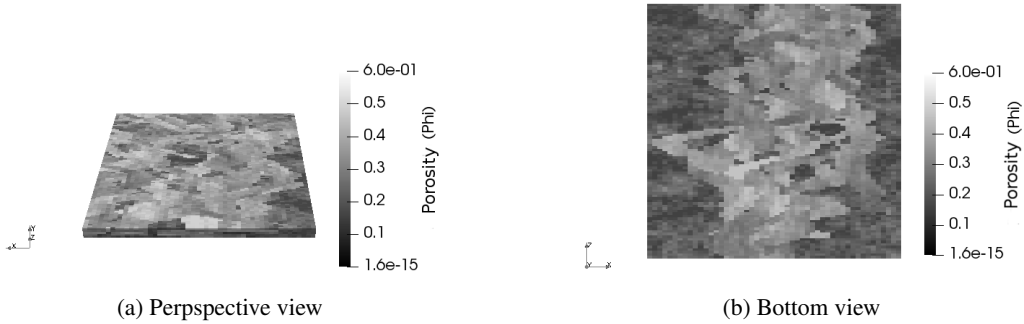 6.0e-01
0.5
0.4
0.3
0.2
0.1
1.6e-15
Porosity (Phi)
X
(a) Perpspective view
6.0e-01
0.5
0.4
0.3
0.2
0.1
1.6e-15
Porosity (Phi)
X
(b) Bottom view